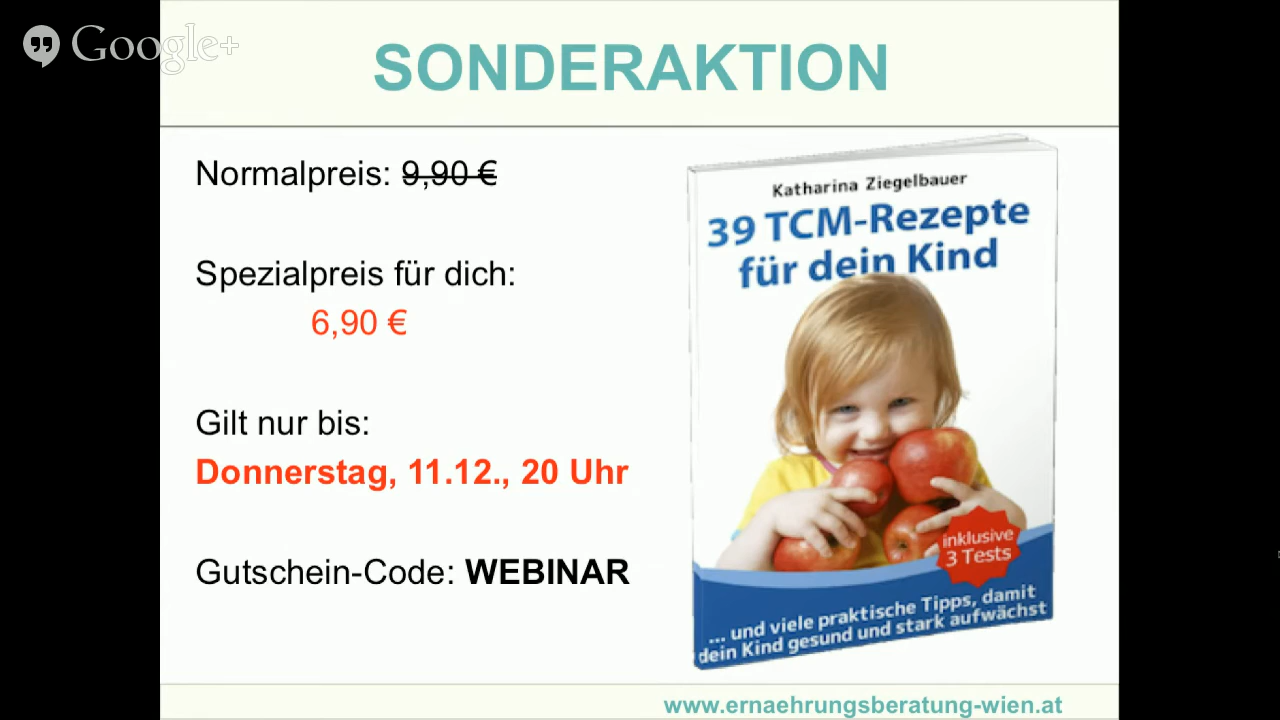 Google+
SONDERAKTION
Normalpreis: 9,90 €
Spezialpreis für dich:
6,90 €
Gilt nur bis:
Donnerstag, 11.12., 20 Uhr
Gutschein-Code: WEBINAR
Katharina Ziegelbauer
39 TCM-Rezepte
für dein Kind
inklusive
3 Tests
... und viele praktische Tipps, damit
dein Kind gesund und stark aufwächst
www.ernaehrungsberatung-wien.at